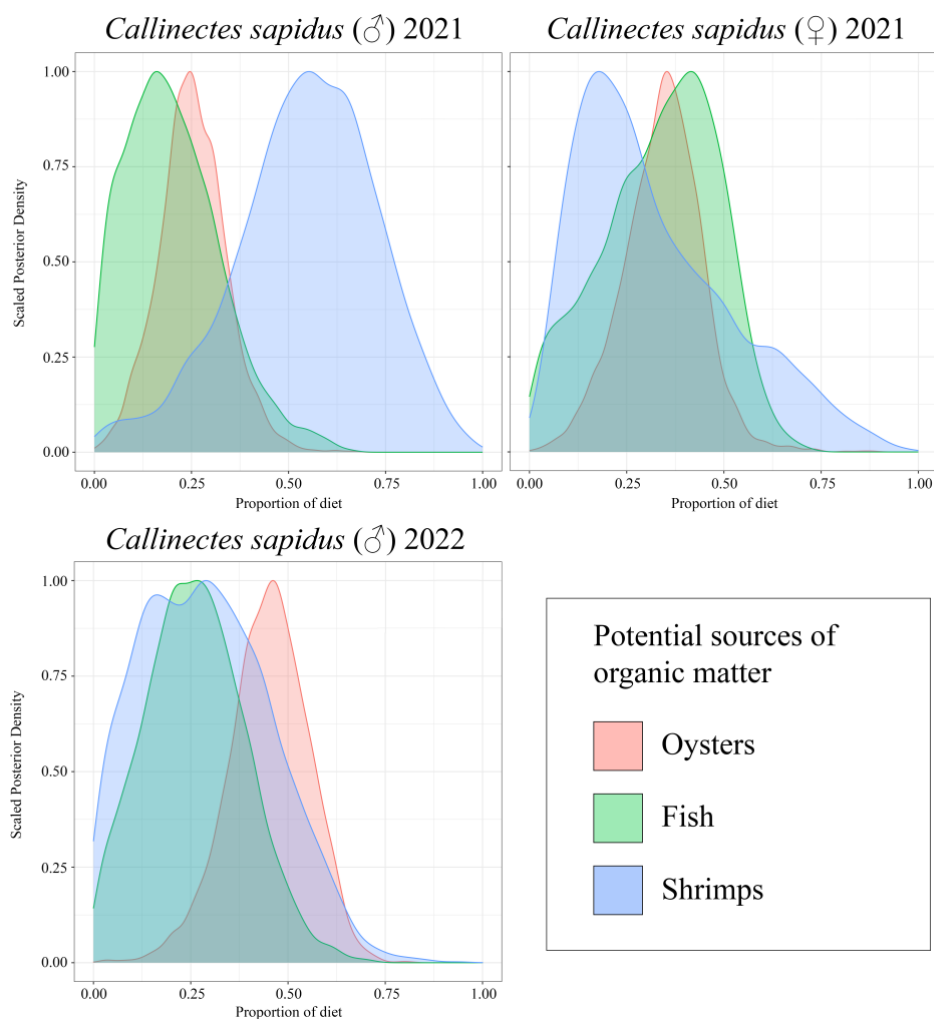 Callinectes sapidus (♂) 2021
Callinectes sapidus (♀) 2021
Scaled Posterior Density
1.00
0.75
0.50
0.25
0.00
0.00 0.25 0.50 0.75 1.00
Proportion of diet
0.00 0.25 0.50 0.75 1.00
Proportion of diet
Callinectes sapidus (♂) 2022
Scaled Posterior Density
1.00
0.75
0.50
0.25
0.00
0.00 0.25 0.50 0.75 1.00
Proportion of diet
Potential sources of
organic matter
Oysters
Fish
Shrimps